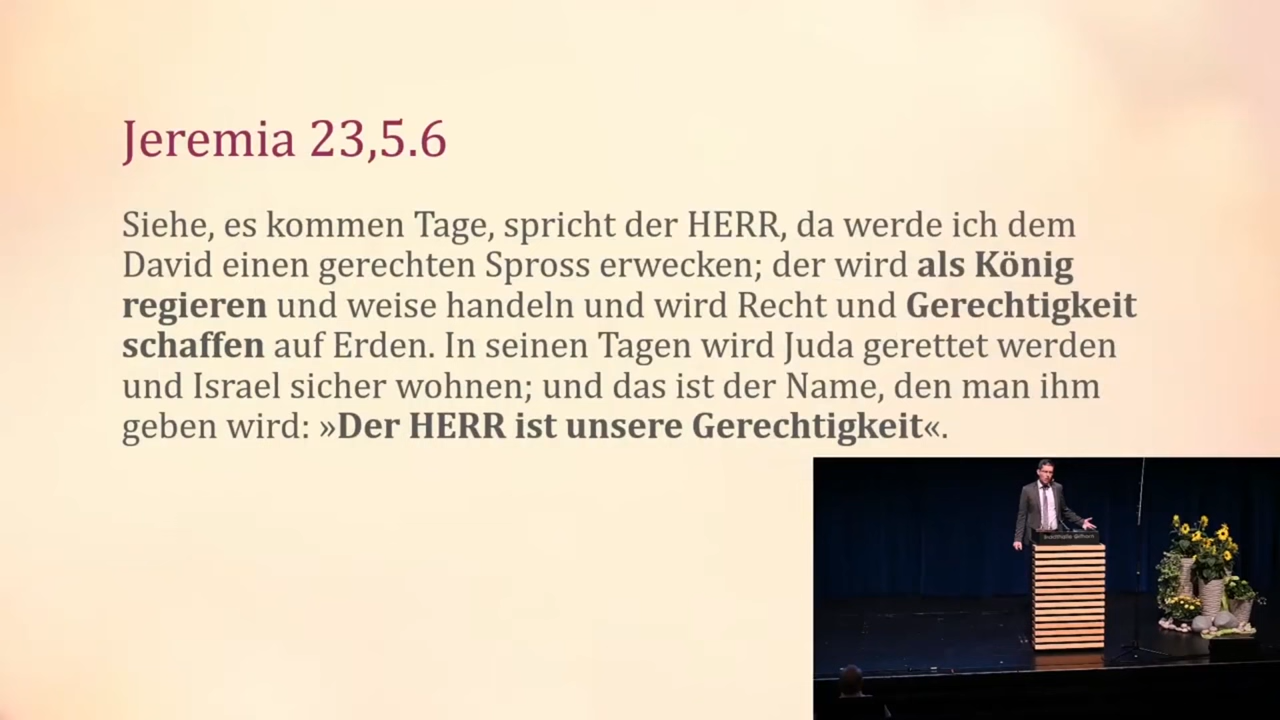 Jeremia 23,5.6
Siehe, es kommen Tage, spricht der HERR, da werde ich dem
David einen gerechten Spross erwecken; der wird als König
regieren und weise handeln und wird Recht und Gerechtigkeit
schaffen auf Erden. In seinen Tagen wird Juda gerettet werden
und Israel sicher wohnen; und das ist der Name, den man ihm
geben wird: »Der HERR ist unsere Gerechtigkeit«.
Stadthalle Gifhorn